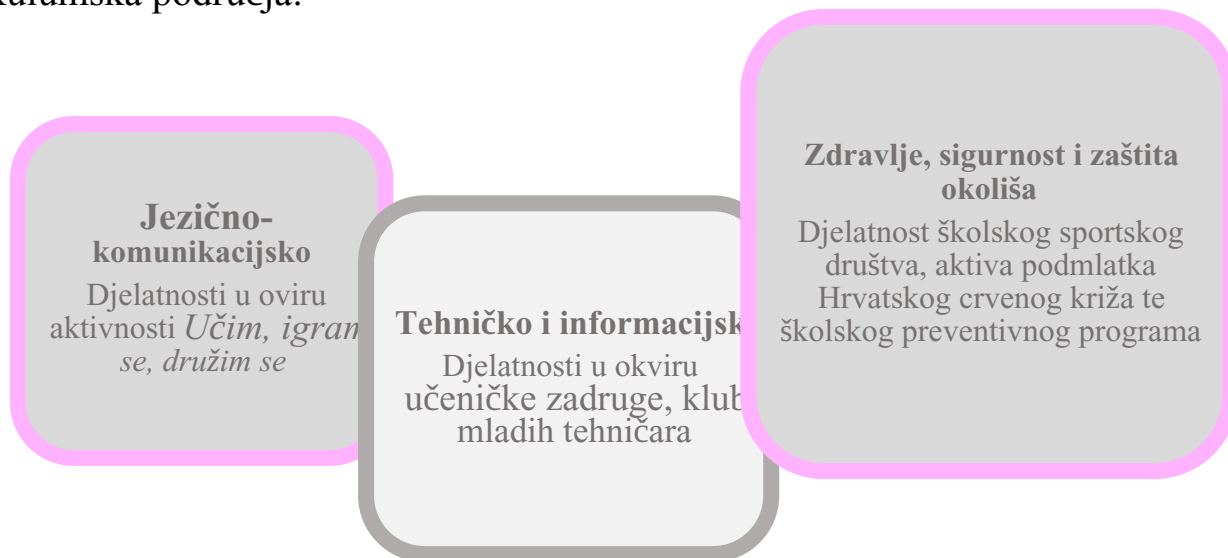 područja:
Jezično-
komunikacijsko
Djelatnosti u oviru
aktivnosti Učim, igram
se, družim se
Tehničko i informacijsk
Djelatnosti u okviru
učeničke zadruge, klub
mladih tehničara
Zdravlje, sigurnost i zaštita
okoliša
Djelatnost školskog sportskog
društva, aktiva podmlatka
Hrvatskog crvenog križa te
školskog preventivnog programa